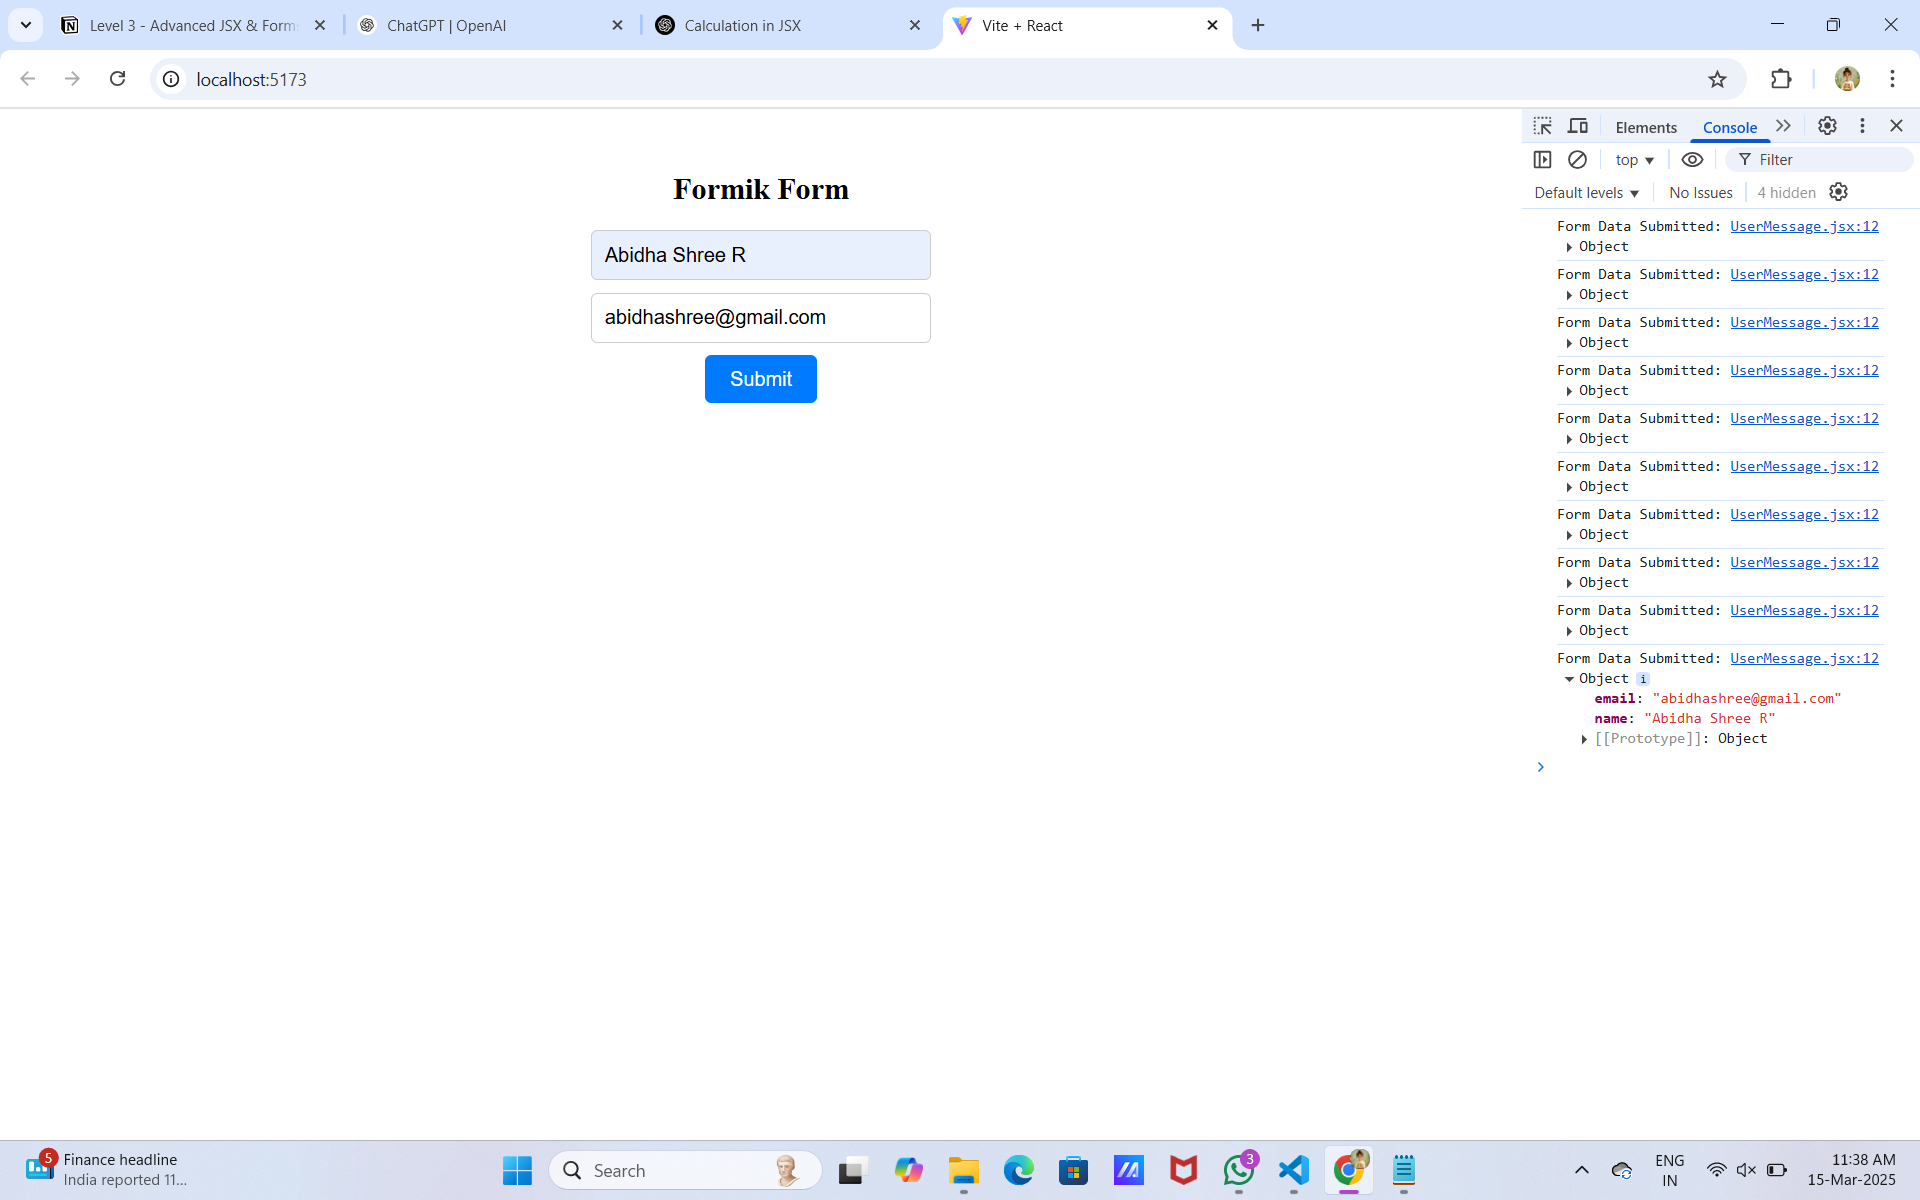 Level 3 - Advanced JSX & Form
ChatGPT | OpenAI
Calculation in JSX
Vite + React
localhost:5173
Elements
Console
top
Filter
Default levels
No Issues
4 hidden
Formik Form
Abidha Shree R
abidhashree@gmail.com
Submit
Form Data Submitted: UserMessage.jsx:12
Object
Form Data Submitted: UserMessage.jsx:12
Object
Form Data Submitted: UserMessage.jsx:12
Object
Form Data Submitted: UserMessage.jsx:12
Object
Form Data Submitted: UserMessage.jsx:12
Object
Form Data Submitted: UserMessage.jsx:12
Object
Form Data Submitted: UserMessage.jsx:12
Object
Form Data Submitted: UserMessage.jsx:12
Object
Form Data Submitted: UserMessage.jsx:12
Object
Form Data Submitted: UserMessage.jsx:12
Object i
email: "abidhashree@gmail.com"
name: "Abidha Shree R"
[[Prototype]]: Object
5
Finance headline
India reported 11...
Search
3
ENG
IN
11:38 AM
15-Mar-2025